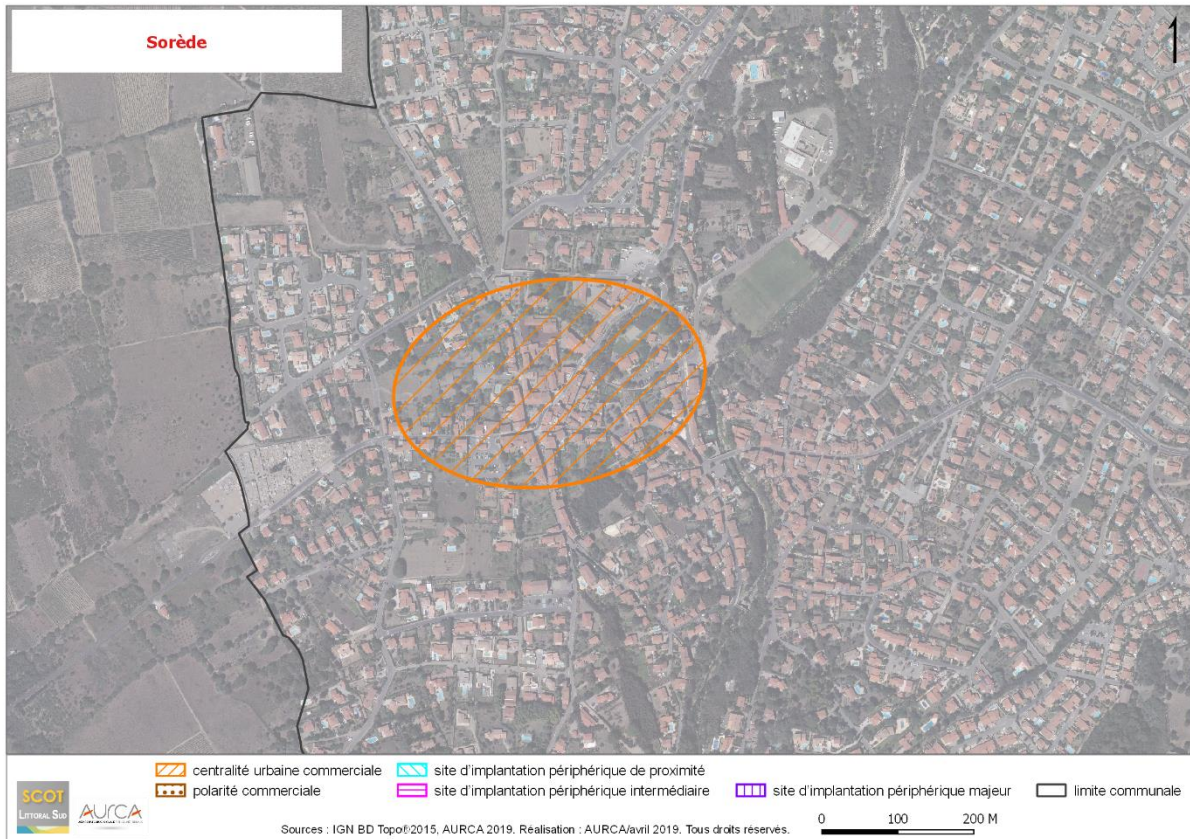 Sorède
centralité urbaine commerciale
site d'implantation périphérique de proximité
polarité commerciale
site d'implantation périphérique intermédiaire
site d'implantation périphérique majeur
limite communale
SCOT
LITTORAL SUD
AURCA
Sources : IGN BD Topo®2015, AURCA 2019. Réalisation : AURCA/avril 2019. Tous droits réservés.
0 100 200 M